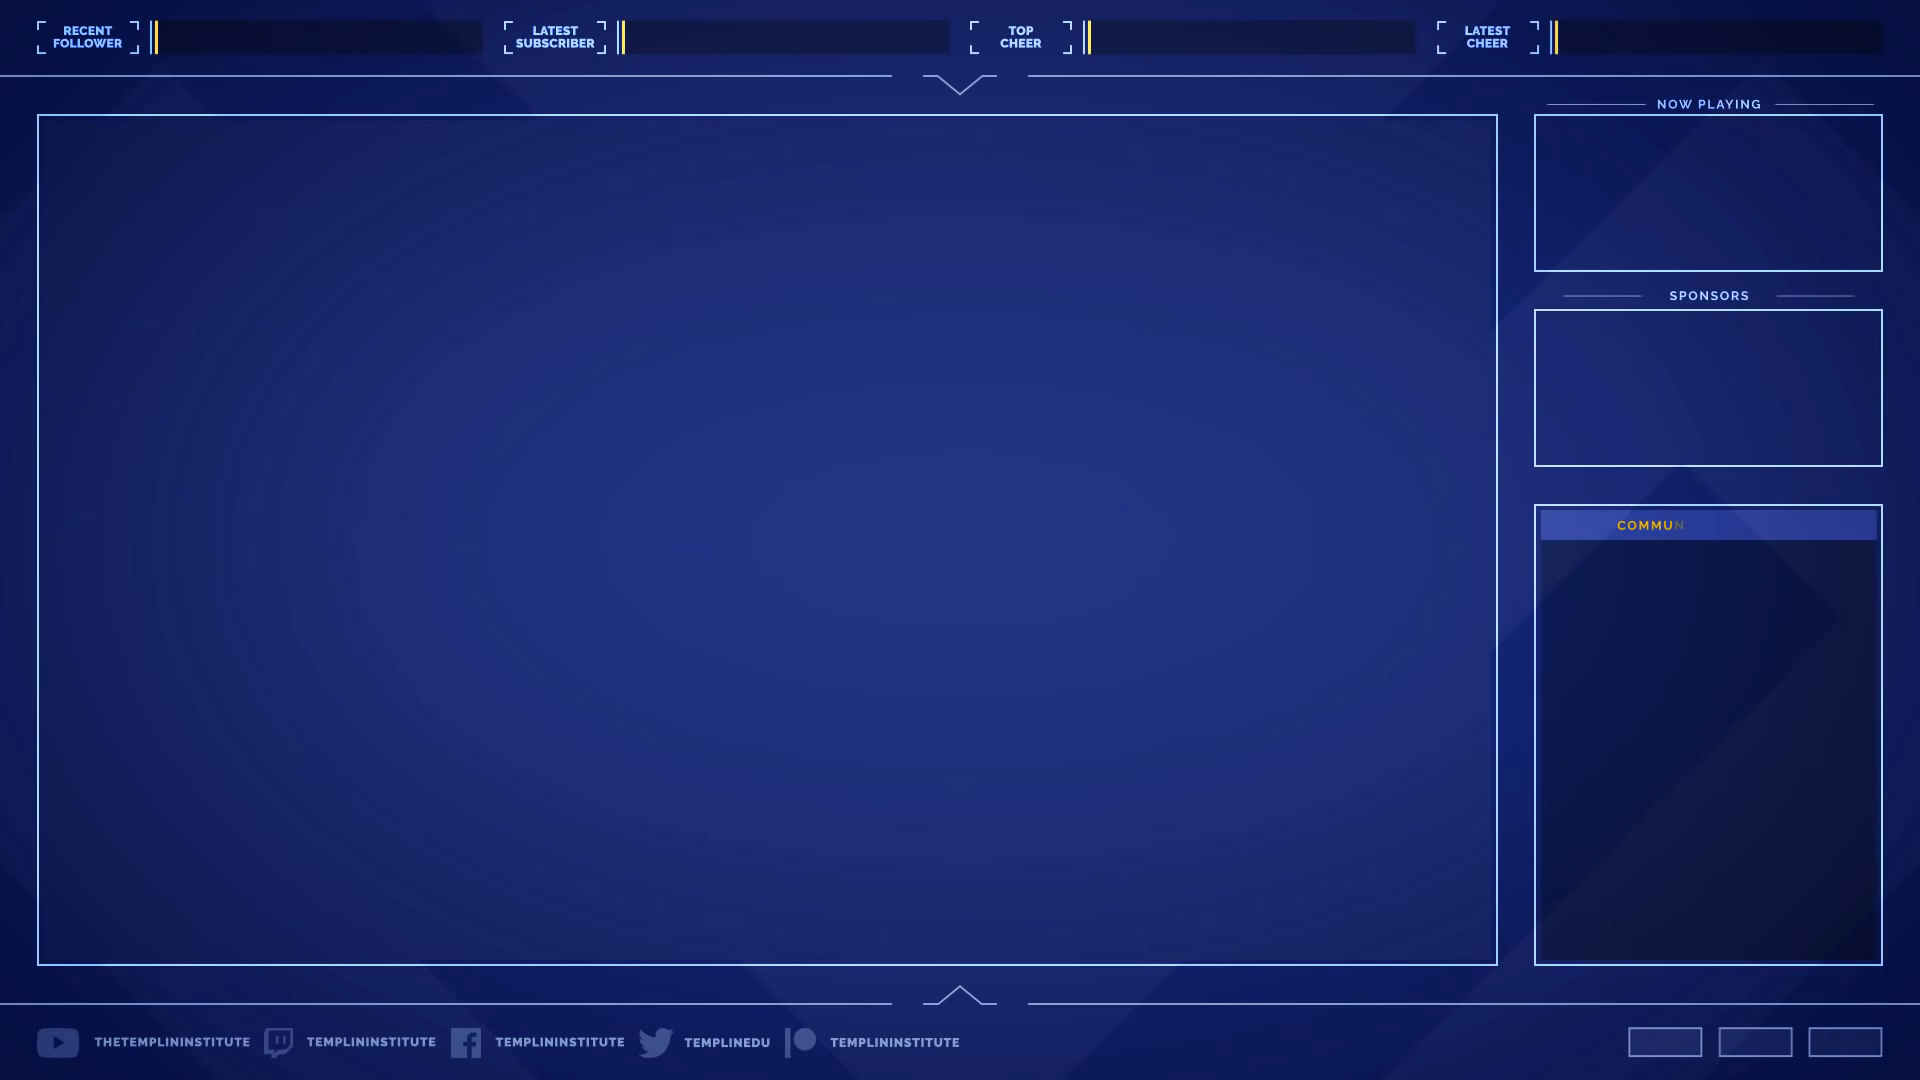 RECENT
FOLLOWER
LATEST
SUBSCRIBER
TOP
CHEER
LATEST
CHEER
NOW PLAYING
SPONSORS
COMMUN
THETEMPLININSTITUTE
TEMPLININSTITUTE
TEMPLININSTITUTE
TEMPLINEDU
TEMPLININSTITUTE